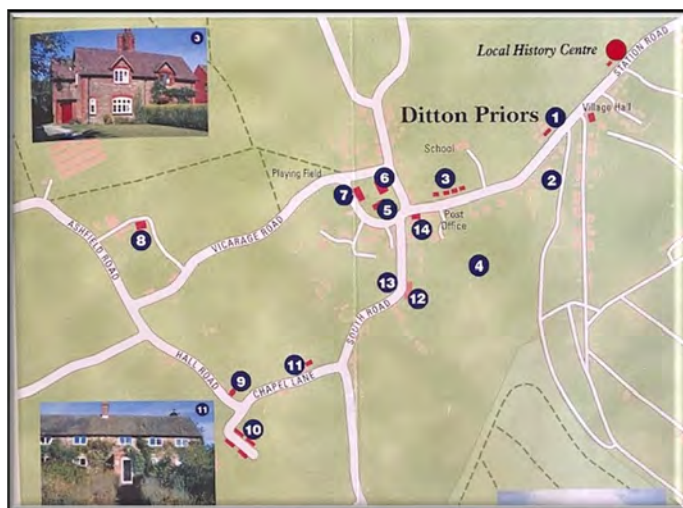 3
Local History Centre
STATION ROAD
Ditton Priors
1
Village Hall
School
Playing Field
6
3
2
7
5
Post
Office
14
ASHFIELD ROAD
8
VICARAGE ROAD
4
13
12
SOUTH ROAD
HALL ROAD
11
9
CHAPEL LANE
11
10